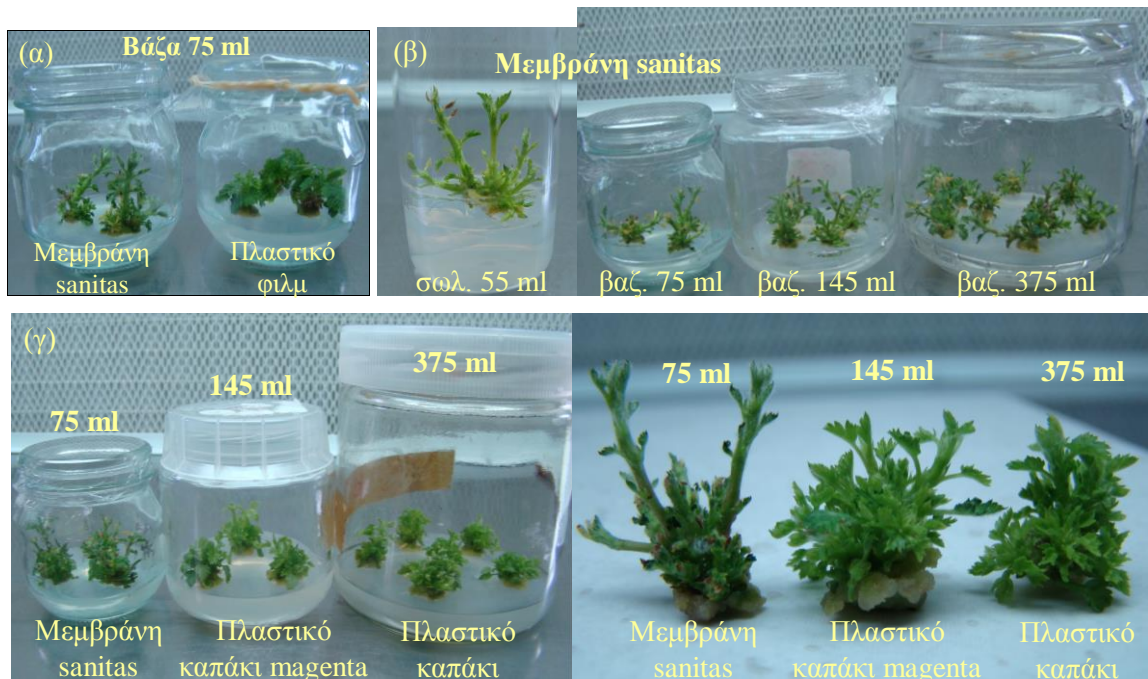 (α)
Βάζα 75 ml
Μεμβράνη
sanitas
Πλαστικό
φιλμ
(β)
Μεμβράνη sanitas
σωλ. 55 ml
βαζ. 75 ml
βαζ. 145 ml
βαζ. 375 ml
(γ)
75 ml
145 ml
375 ml
Μεμβράνη
sanitas
Πλαστικό
καπάκι magenta
Πλαστικό
καπάκι
75 ml
145 ml
375 ml
Μεμβράνη
sanitas
Πλαστικό
καπάκι magenta
Πλαστικό
καπάκι